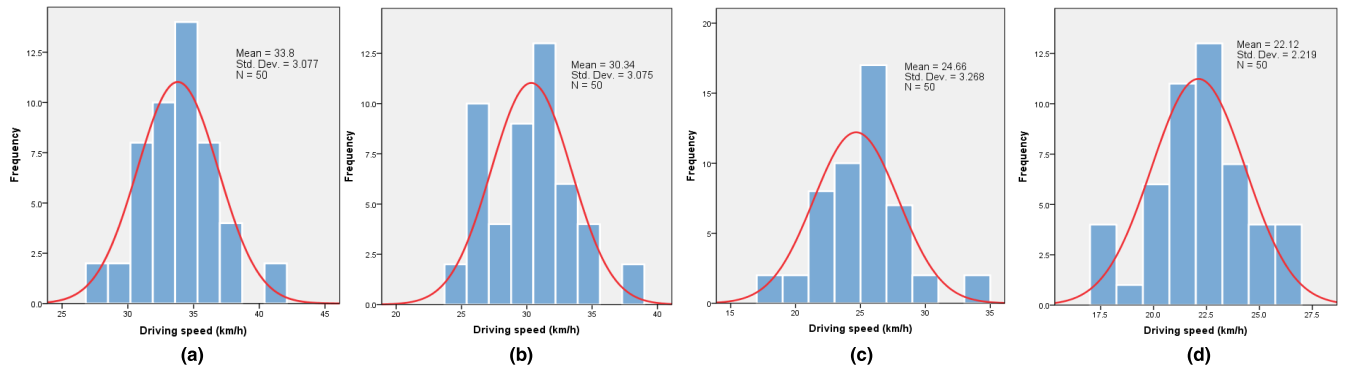 Mean = 33.8
Std. Dev. = 3.077
N = 50
Frequency
12.5
10.0
7.5
5.0
2.5
0.0
25 30 35 40 45
Driving speed (km/h)
(a)
Mean = 30.34
Std. Dev. = 3.075
N = 50
Frequency
12.5
10.0
7.5
5.0
2.5
0.0
20 25 30 35 40
Driving speed (km/h)
(b)
Mean = 24.66
Std. Dev. = 3.268
N = 50
Frequency
20
15
10
5
0
15 20 25 30 35
Driving speed (km/h)
(c)
Mean = 22.12
Std. Dev. = 2.219
N = 50
Frequency
12.5
10.0
7.5
5.0
2.5
0.0
17.5 20.0 22.5 25.0 27.5
Driving speed (km/h)
(d)